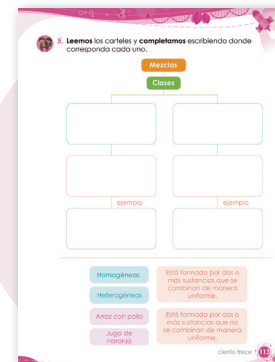 5. Leemos los carteles y completamos escribiendo donde
corresponda cada uno.
Mezclas
Clases
ejemplo
ejemplo
Homogéneas
Heterogéneas
Está formada por dos o
más sustancias que se
combinan de manera
uniforme.
Arroz con pollo
Jugo de
naranja
Está formada por dos o
más sustancias que no
se combinan de manera
uniforme.
ciento trece
113